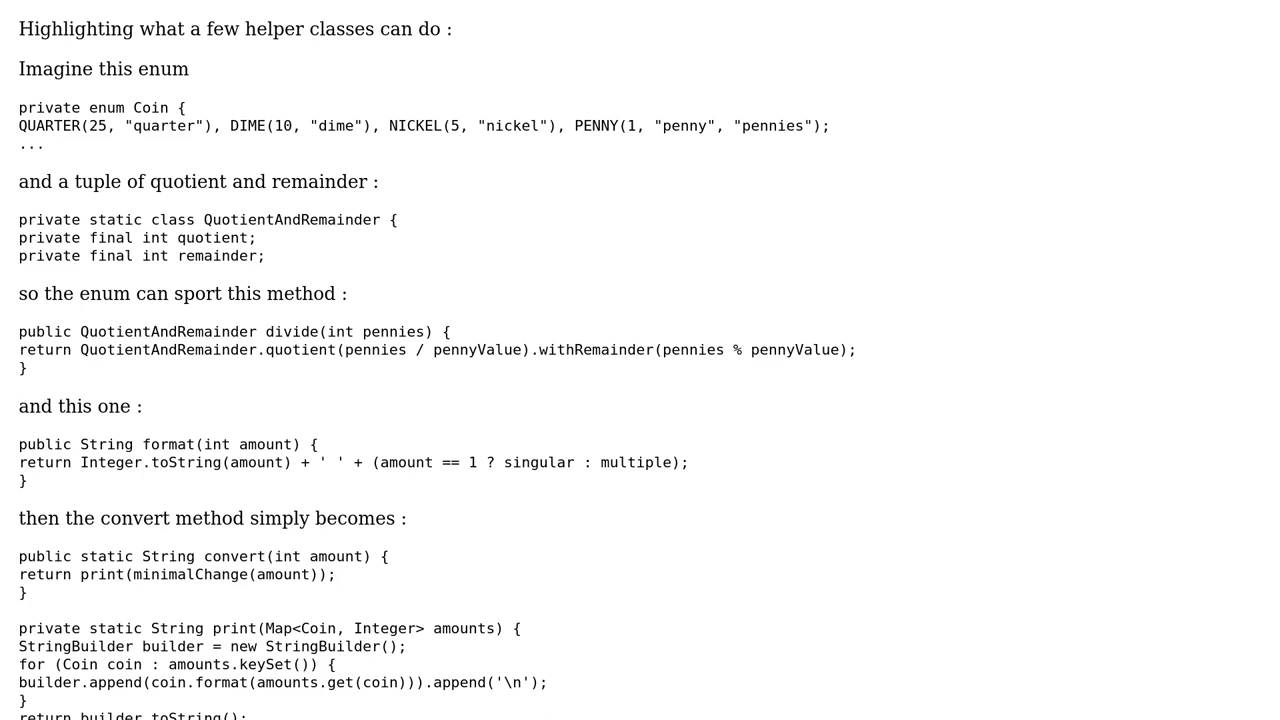 Highlighting what a few helper classes can do :
Imagine this enum
private enum Coin {
QUARTER(25, "quarter"), DIME(10, "dime"), NICKEL(5, "nickel"), PENNY(1, "penny", "pennies");
...
and a tuple of quotient and remainder :
private static class QuotientAndRemainder {
private final int quotient;
private final int remainder;
so the enum can sport this method :
public QuotientAndRemainder divide(int pennies) {
return QuotientAndRemainder.quotient(pennies / pennyValue).withRemainder(pennies % pennyValue);
}
and this one :
public String format(int amount) {
return Integer.toString(amount) + ' ' + (amount == 1 ? singular : multiple);
}
then the convert method simply becomes :
public static String convert(int amount) {
return print(minimalChange(amount));
}
private static String print(Map<Coin, Integer> amounts) {
StringBuilder builder = new StringBuilder();
for (Coin coin : amounts.keySet()) {
builder.append(coin.format(amounts.get(coin))).append('\n');
}
return builder.toString();